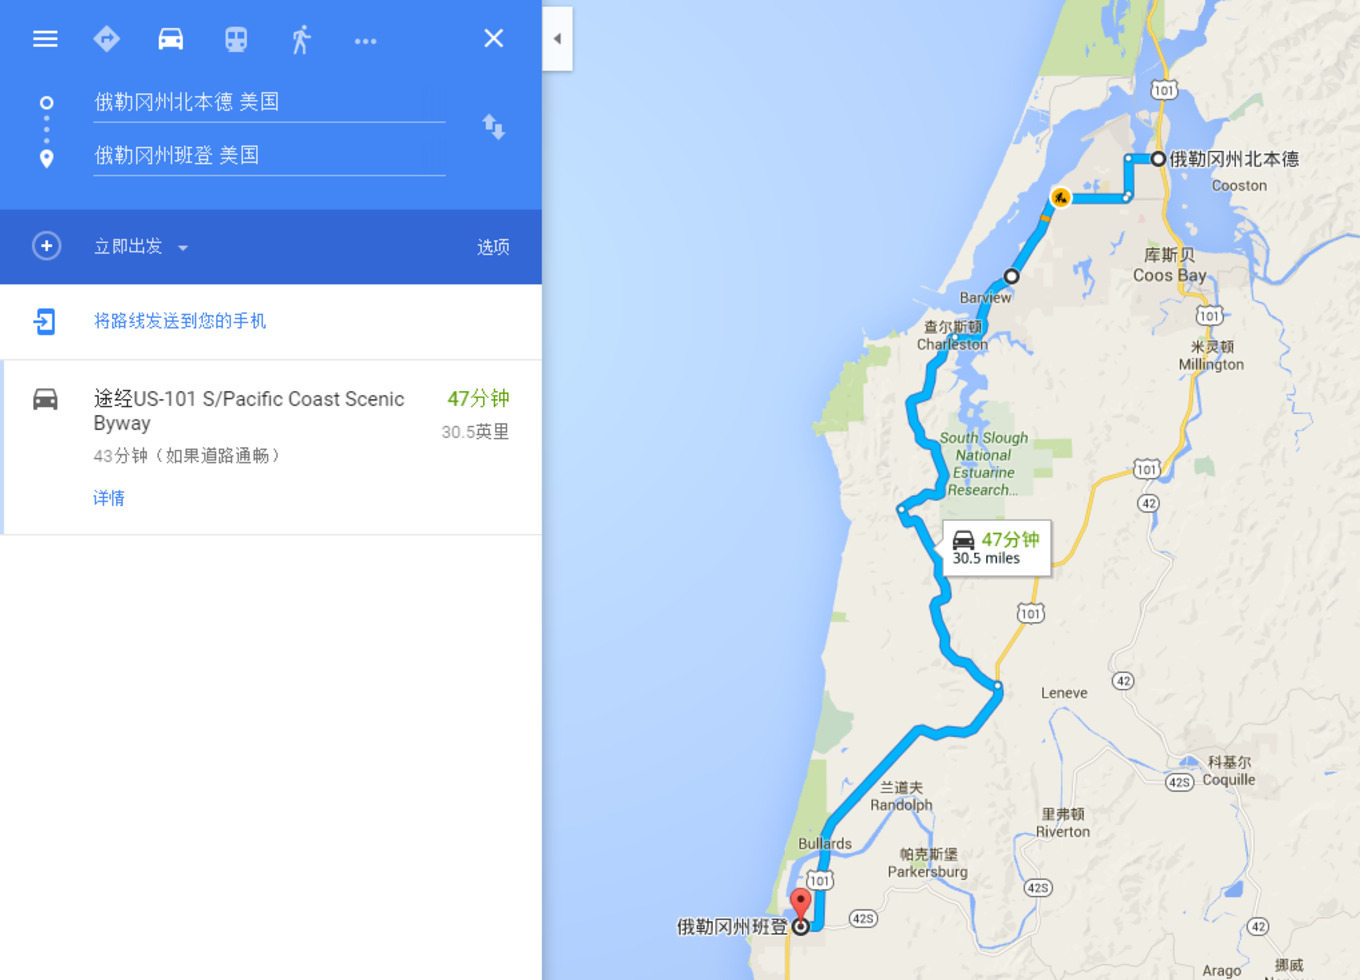 俄勒冈州北本德 美国
俄勒冈州班登 美国
立即出发
选项
将路线发送到您的手机
途经US-101 S/Pacific Coast Scenic
Byway
47分钟
30.5英里
43分钟（如果道路通畅）
详情
101
俄勒冈州北本德
Cooston
库斯贝
Coos Bay
Barview
101
查尔斯顿
Charleston
米灵顿
Millington
South Slough
National
Estuarine
Research...
101
42
47分钟
30.5 miles
101
42
Leneve
科基尔
Coquille
42S
兰道夫
Randolph
里弗顿
Riverton
Bullards
帕克斯堡
Parkersburg
101
42S
42S
俄勒冈州班登
42
挪威
Arago